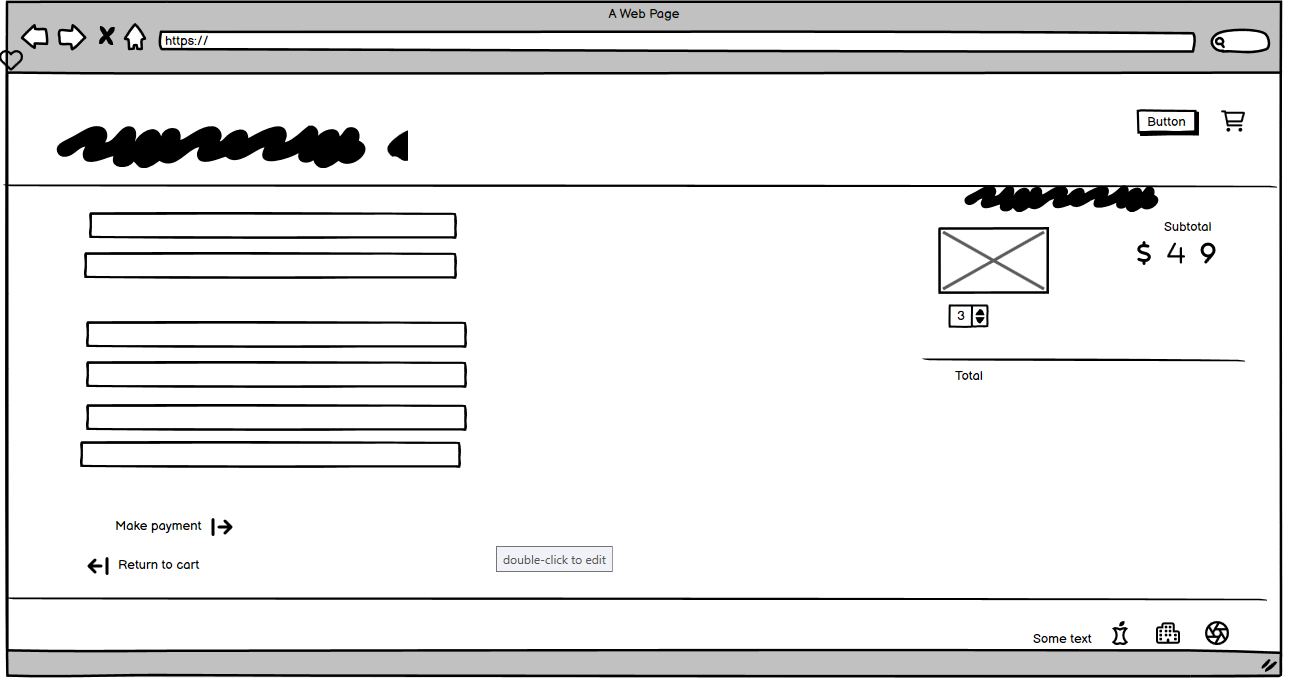 A Web Page
https://
Button
Subtotal
$ 4 9
3
Total
Make payment
Return to cart
double-click to edit
Some text